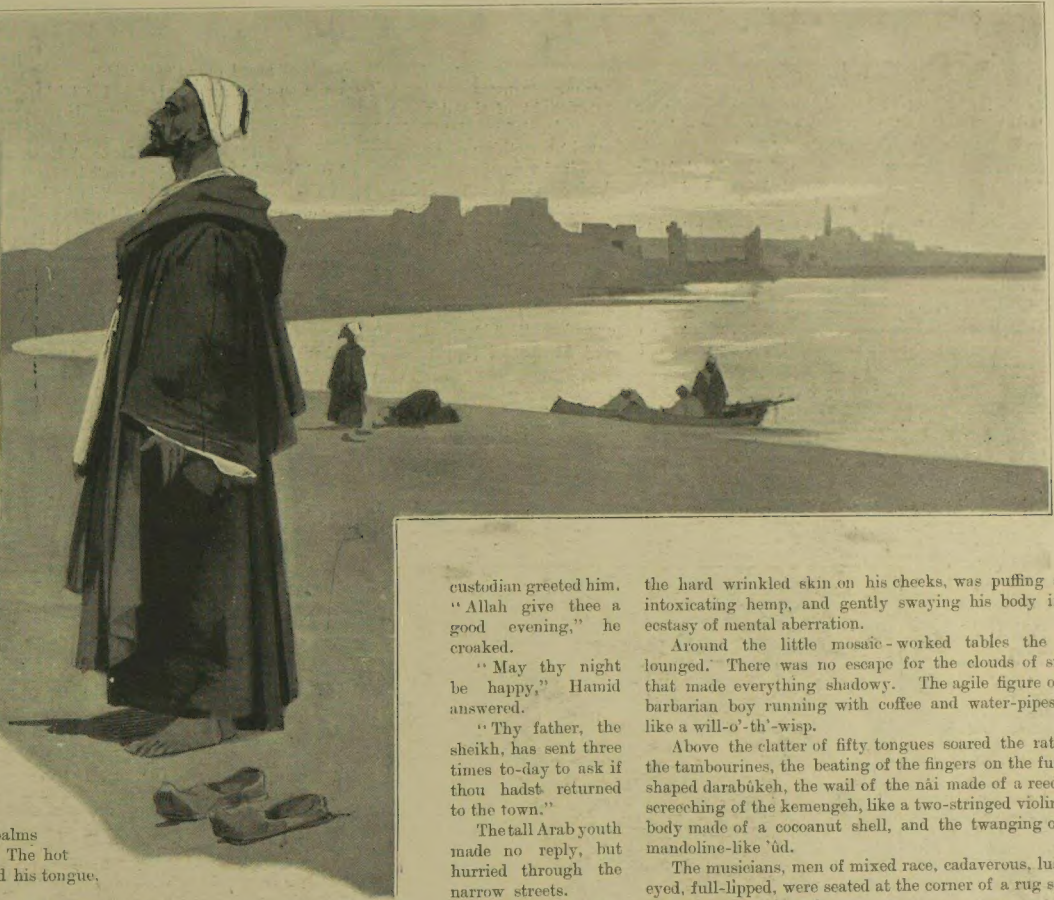 palms
The hot
his tongue.
custodian greeted him.
“ Allah give thee a
good evening,” he
croaked.
“ May thy night
be happy,” Hamid
answered.
“ Thy father, the
sheikh, has sent three
times to-day to ask if
thou hadst returned
to the town.”
The tall Arab youth
made no reply, but
hurried through the
narrow streets.
the hard wrinkled skin on his cheeks, was puffing
intoxicating hemp, and gently swaying his body
ecstasy of mental aberration.
Around the little mosaic-worked tables the
lounged. There was no escape for the clouds of
that made everything shadowy. The agile figure
barbarian boy running with coffee and water-pipes
like a will-o’-th’-wisp.
Above the clatter of fifty tongues soared the
the tambourines, the beating of the fingers on the
shaped darabûkeh, the wail of the nâi made of a
screeching of the kemengeh, like a two-stringed
body made of a cocoanut shell, and the twanging
mandoline-like ’ûd.
The musicians, men of mixed race, cadaverous,
eyed, full-lipped, were seated at the corner of a rug